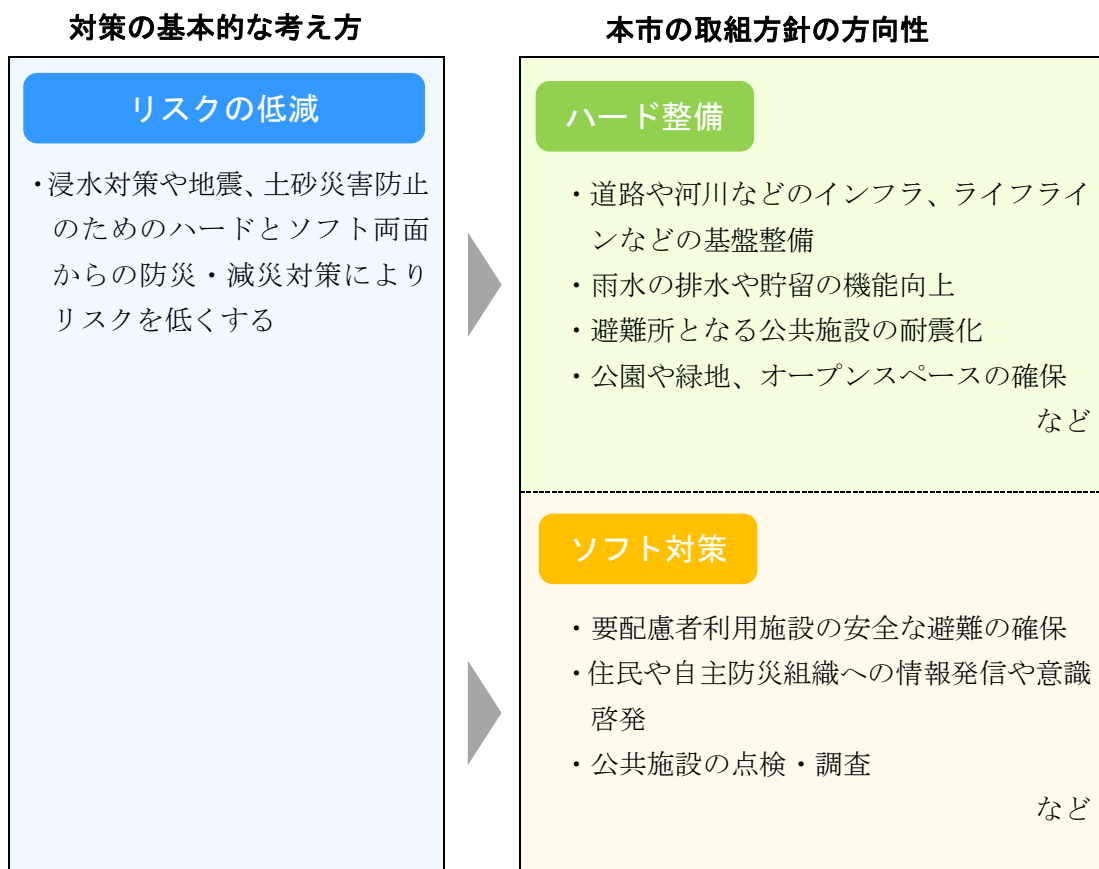 対策の基本的な考え方
リスクの低減
・浸水対策や地震、土砂災害防止
のためのハードとソフト両面
からの防災・減災対策により
リスクを低くする
本市の取組方針の方向性
ハード整備
・道路や河川などのインフラ、ライフライ
ンなどの基盤整備
・雨水の排水や貯留の機能向上
・避難所となる公共施設の耐震化
・公園や緑地、オープンスペースの確保
など
ソフト対策
・要配慮者利用施設の安全な避難の確保
・住民や自主防災組織への情報発信や意識
啓発
・公共施設の点検・調査
など